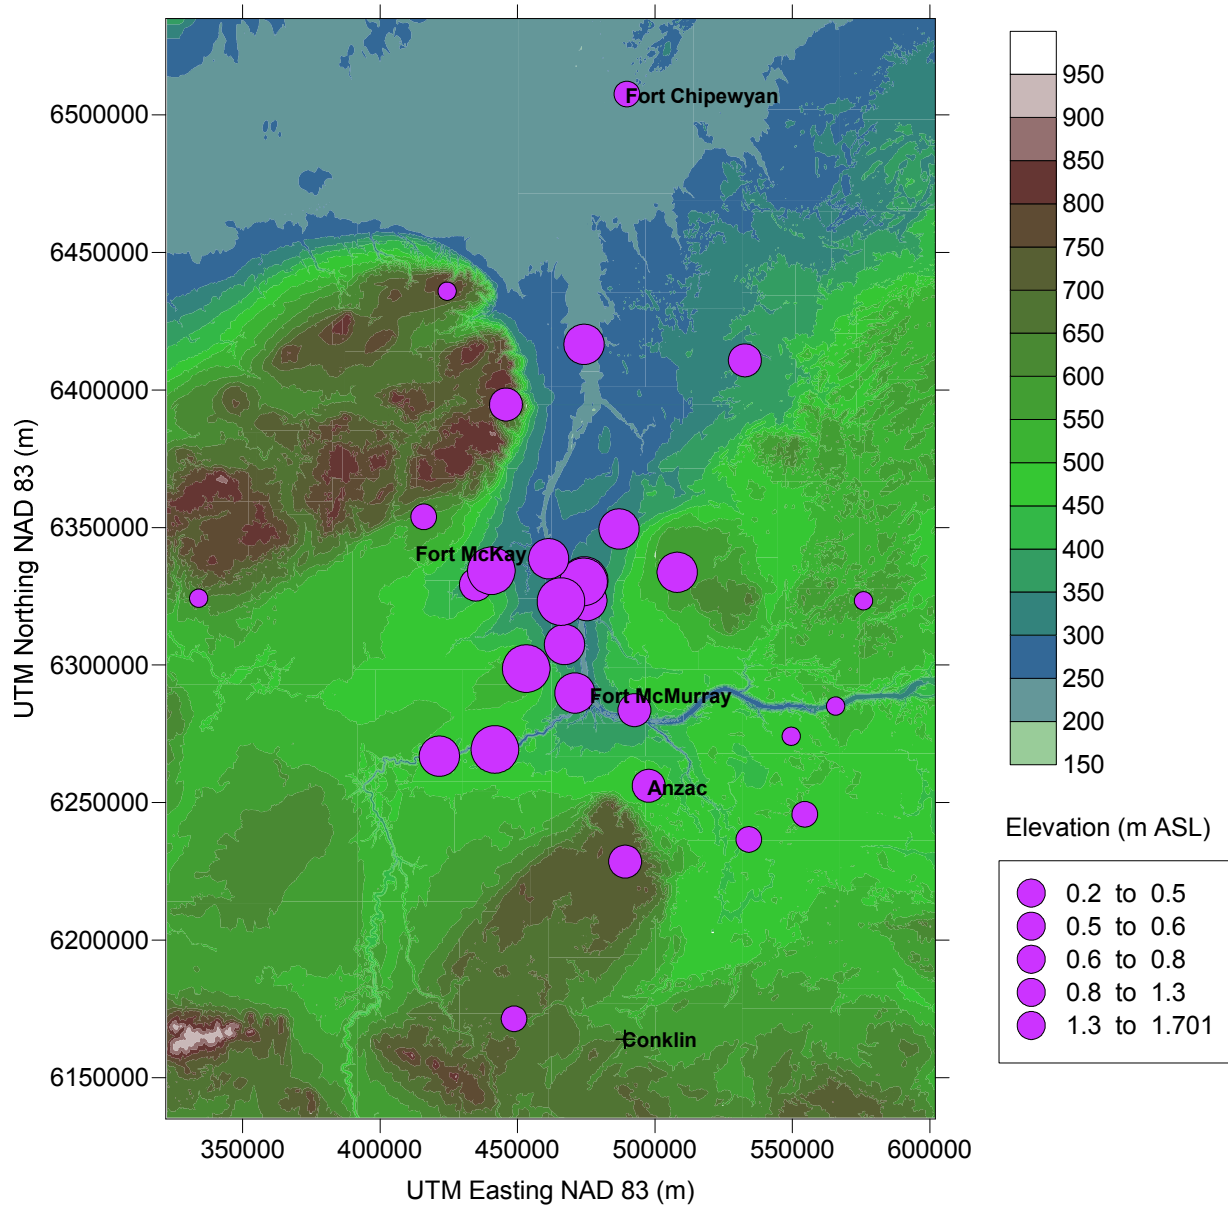 6500000
6450000
6400000
6350000
6300000
6250000
6200000
6150000
UTM Northing NAD 83 (m)
350000 400000 450000 500000 550000 600000
UTM Easting NAD 83 (m)
Fort Chipewyan
Fort McKay
Fort McMurray
Anzac
Conklin
950
900
850
800
750
700
650
600
550
500
450
400
350
300
250
200
150
Elevation (m ASL)
0.2 to 0.5
0.5 to 0.6
0.6 to 0.8
0.8 to 1.3
1.3 to 1.701